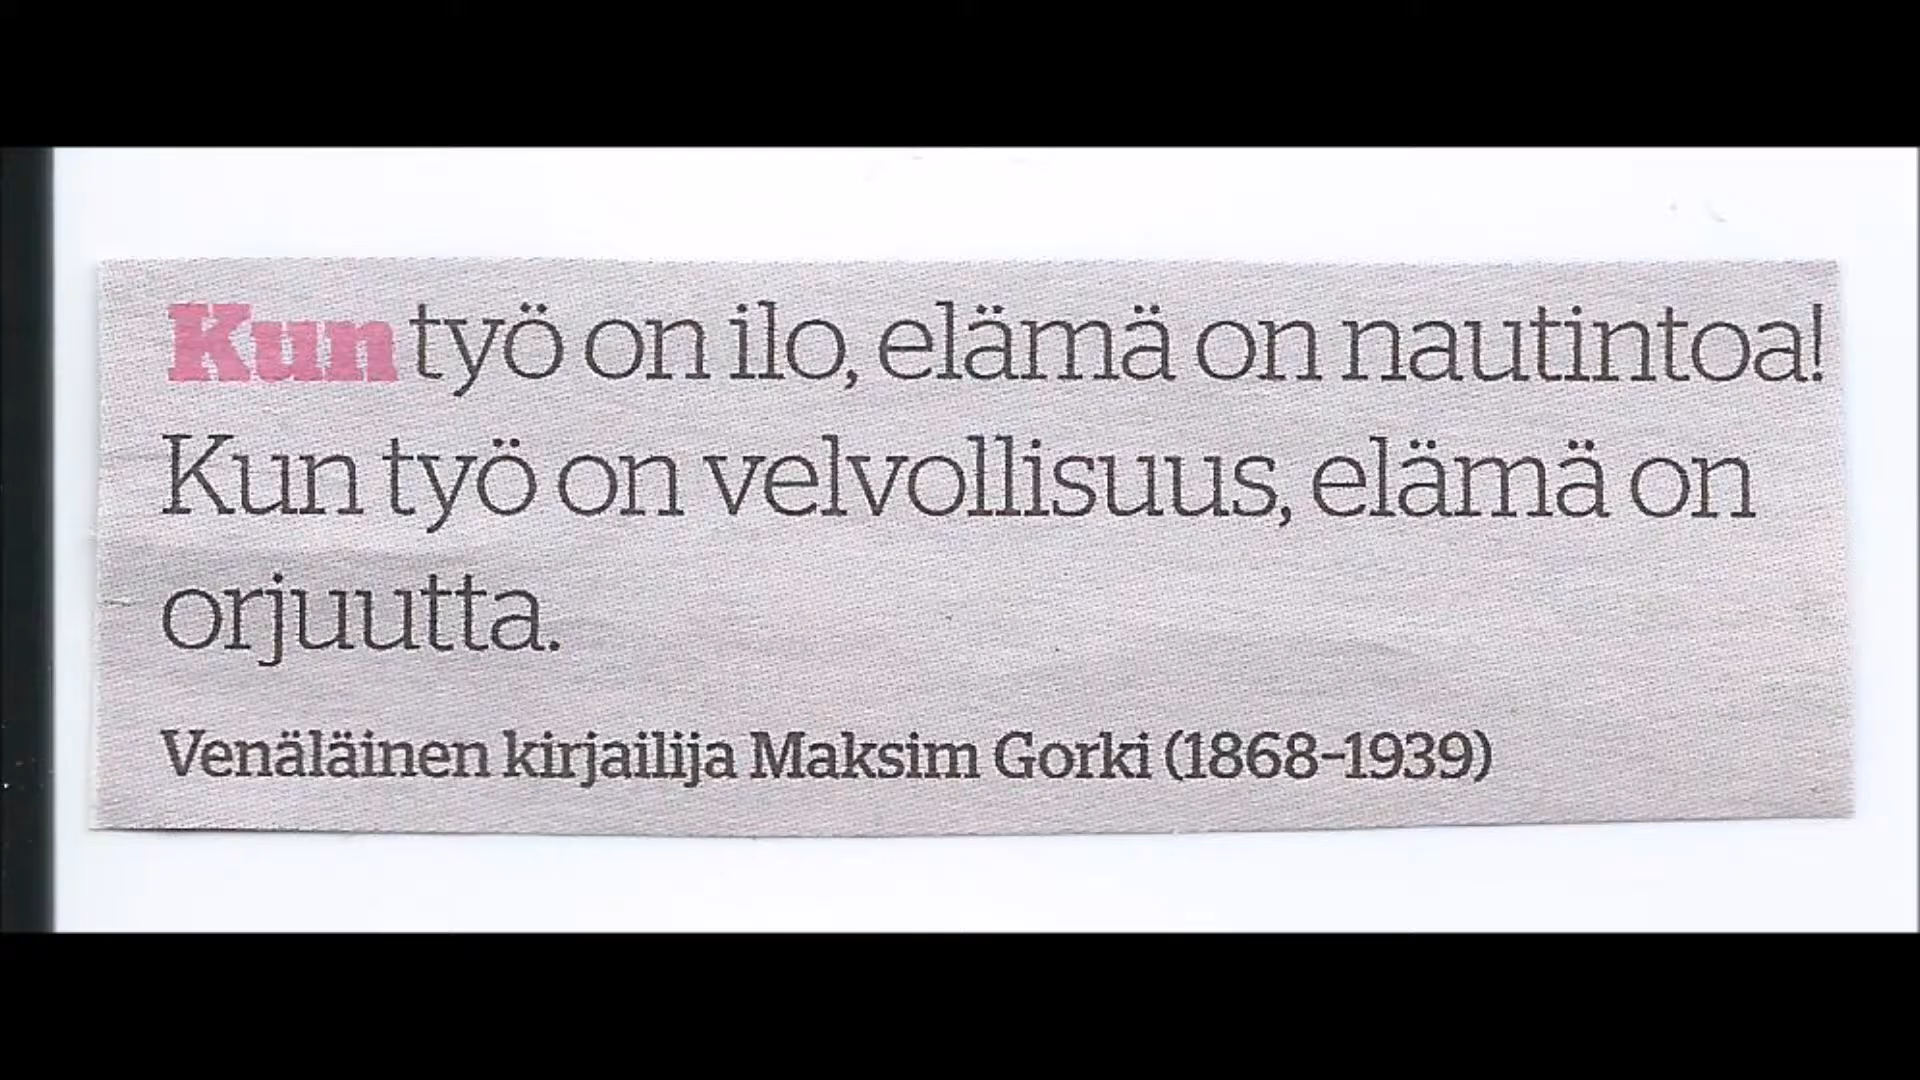 Kun työ on ilo, elämä on nautintoa!
Kun työ on velvollisuus, elämä on
orjuutta.
Venäläinen kirjailija Maksim Gorki (1868-1939)